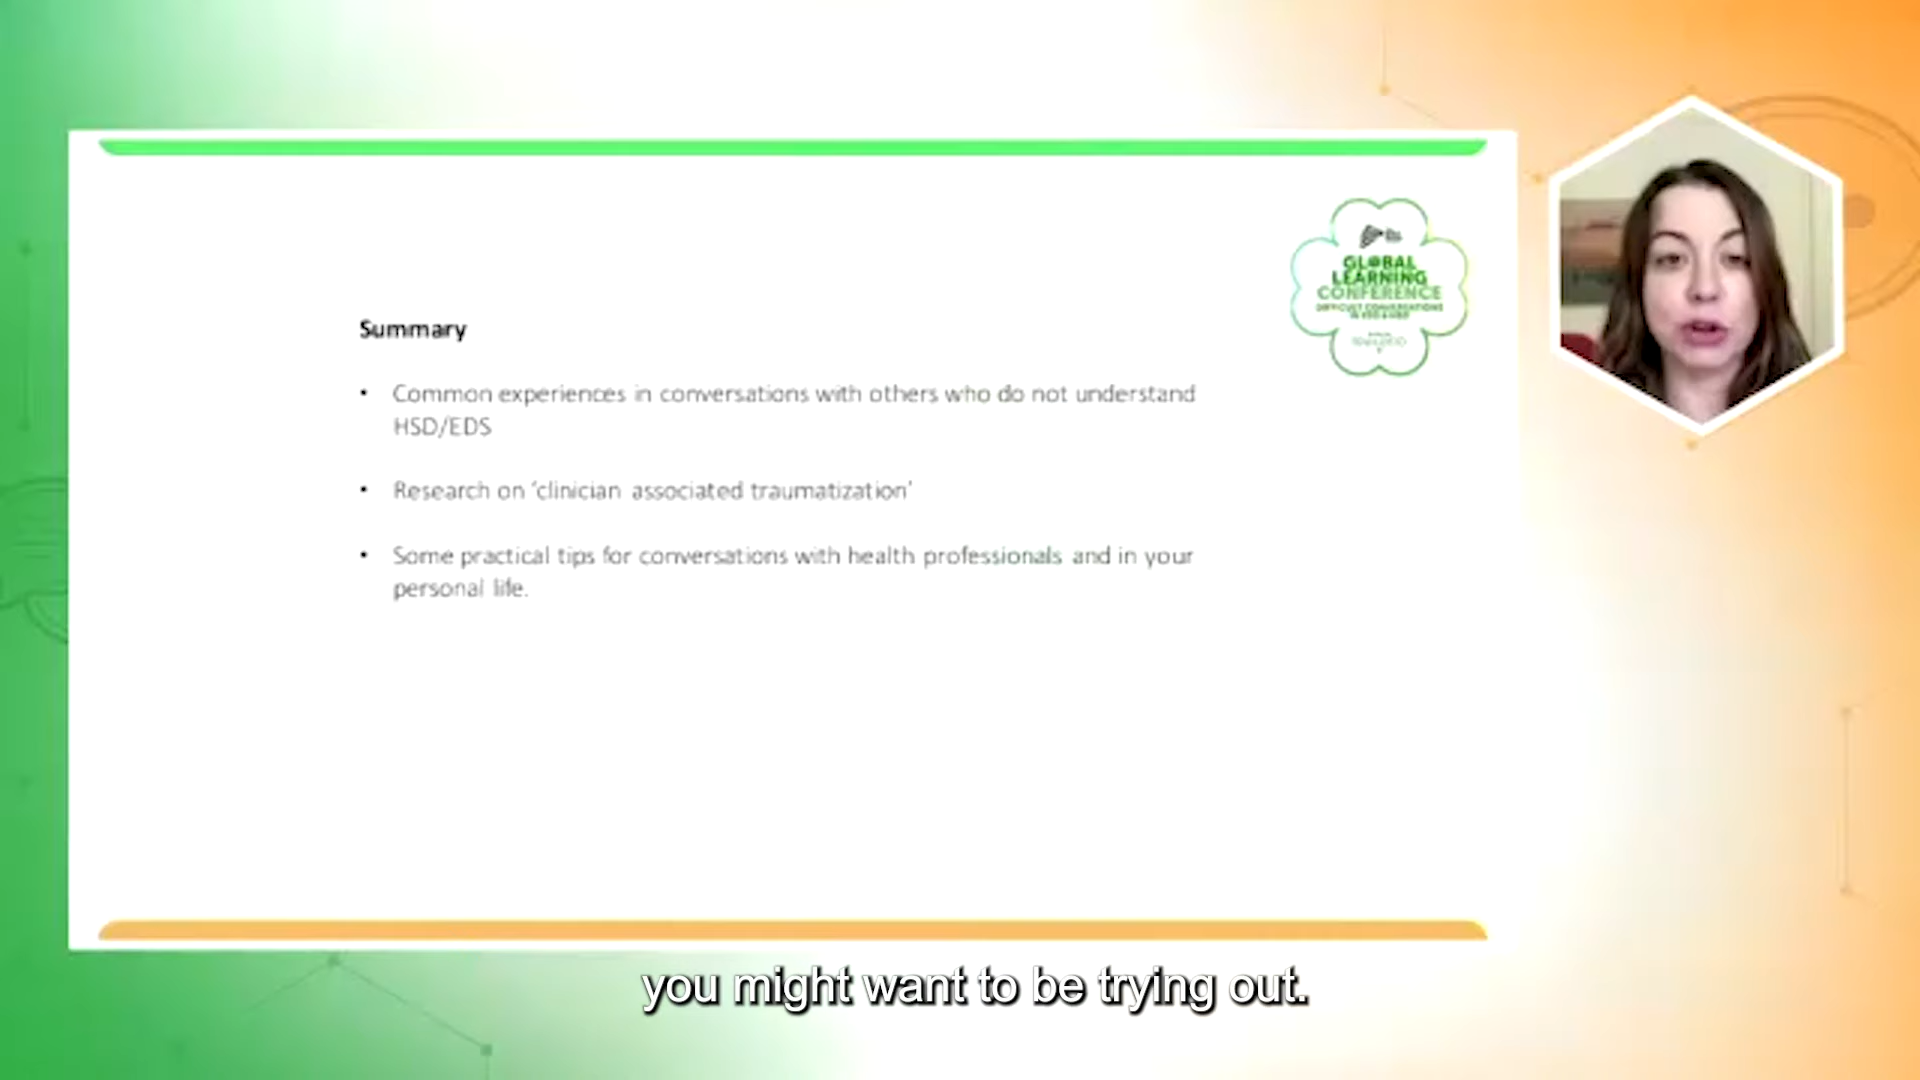 GLOBAL
LEARNING
CONFERENCE
DIFFICULT CONVERSATIONS
Summary
• Common experiences in conversations with others who do not understand
HSD/EDS
• Research on ‘clinician associated traumatization’
• Some practical tips for conversations with health professionals and in your
personal life.
you might want to be trying out.